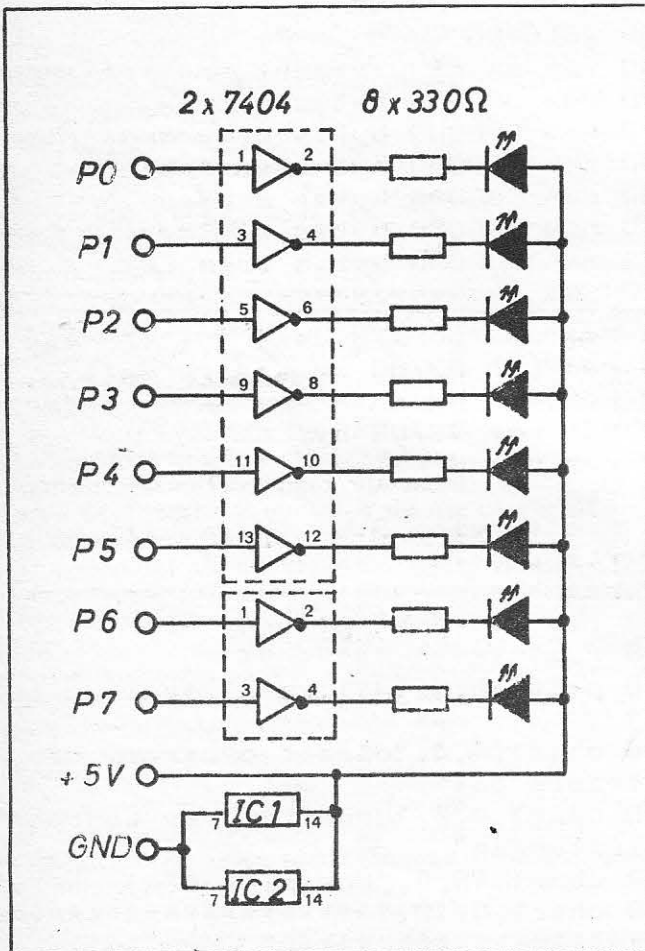 2 x 7404 8 x 330Ω
P0 1 2
P1 3 4
P2 5 6
P3 9 8
P4 11 10
P5 13 12
P6 1 2
P7 3 4
+ 5V
7 IC1 14
GND
7 IC2 14